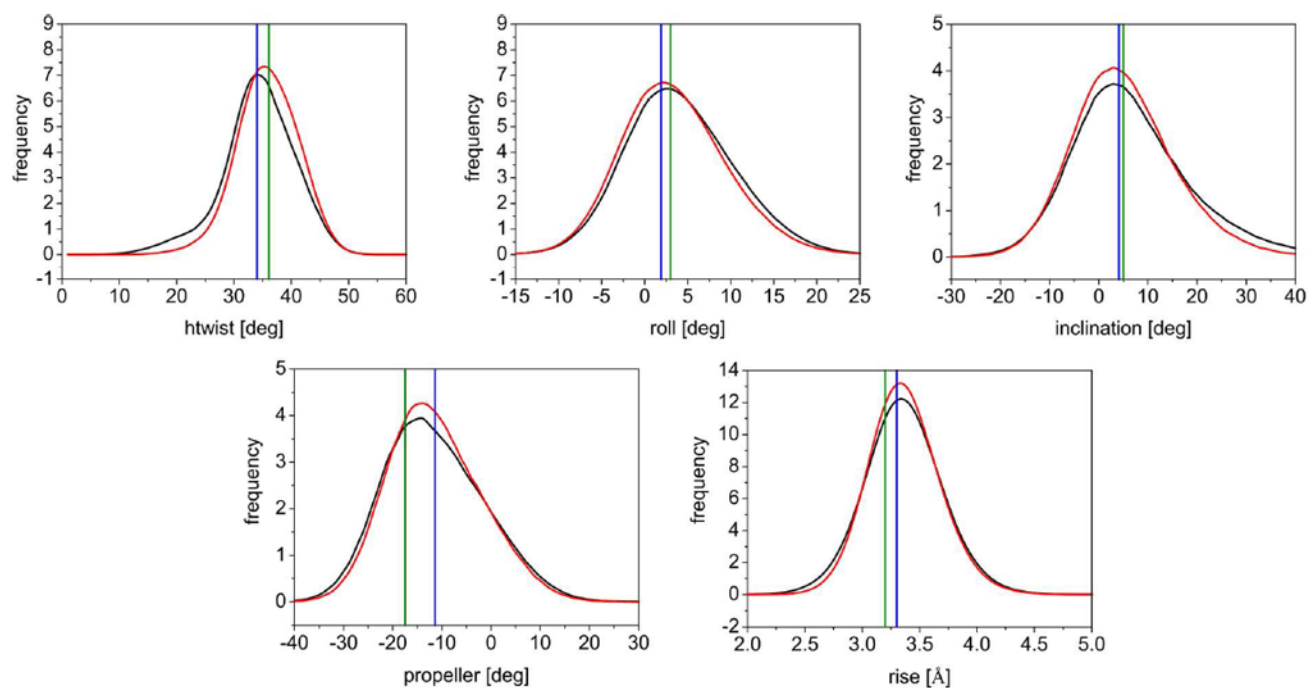 9
8
7
6
5
4
3
2
1
0
-1
frequency
0 10 20 30 40 50 60
htwist [deg]
9
8
7
6
5
4
3
2
1
0
-1
frequency
-15 -10 -5 0 5 10 15 20 25
roll [deg]
5
4
3
2
1
0
frequency
-30 -20 -10 0 10 20 30 40
inclination [deg]
5
4
3
2
1
0
frequency
-40 -30 -20 -10 0 10 20 30
propeller [deg]
14
12
10
8
6
4
2
0
-2
frequency
2.0 2.5 3.0 3.5 4.0 4.5 5.0
rise [Å]